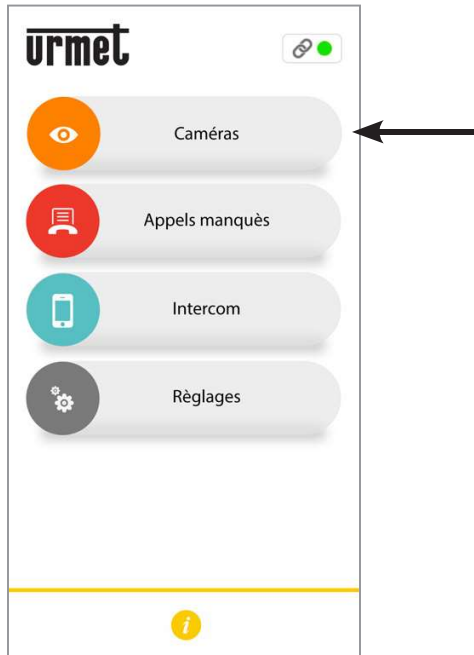 urmet
Caméras
Appels manquès
Intercom
Règlages
i